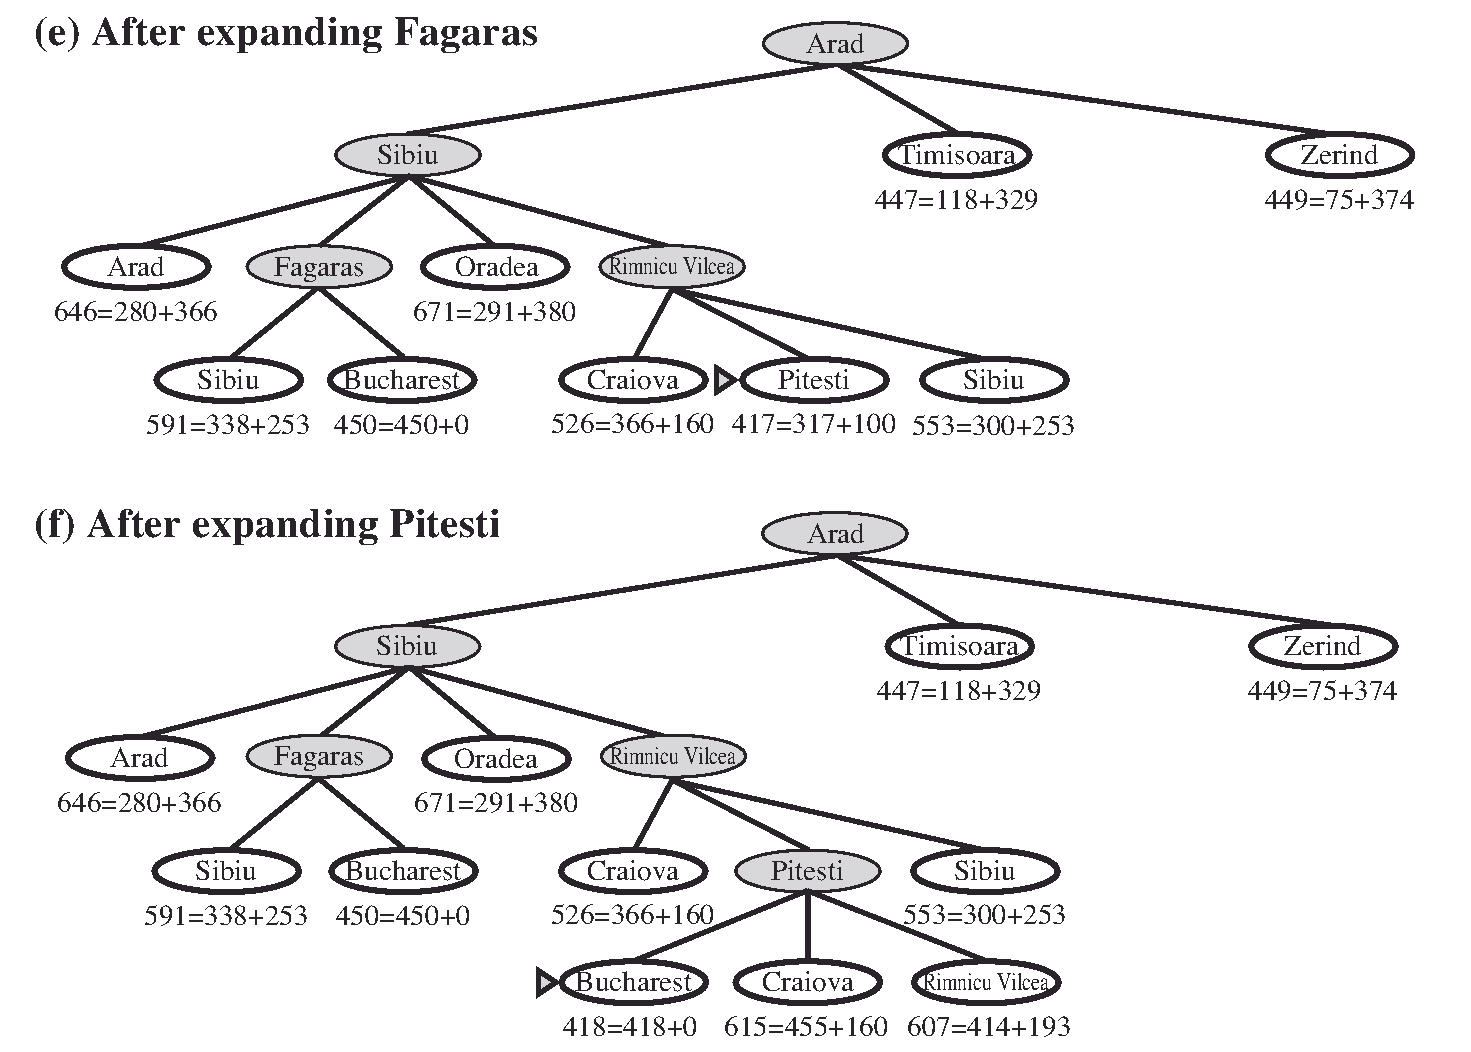 (e) After expanding Fagaras
Arad
Sibiu Timisoara Zerind
447=118+329 449=75+374
Arad Fagaras Oradea Rimnicu Vilcea
646=280+366 671=291+380
Sibiu Bucharest Craiova Pitesti Sibiu
591=338+253 450=450+0 526=366+160 417=317+100 553=300+253
(f) After expanding Pitesti
Arad
Sibiu Timisoara Zerind
447=118+329 449=75+374
Arad Fagaras Oradea Rimnicu Vilcea
646=280+366 671=291+380
Sibiu Bucharest Craiova Pitesti Sibiu
591=338+253 450=450+0 526=366+160 553=300+253
Bucharest Craiova Rimnicu Vilcea
418=418+0 615=455+160 607=414+193